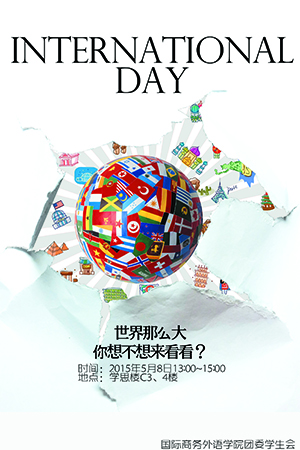 INTERNATIONAL
DAY
世界那么大
你想不想来看看？
时间：2015年5月8日13:00~15:00
地点：学思楼C3、4楼
国际商务外语学院团委学生会